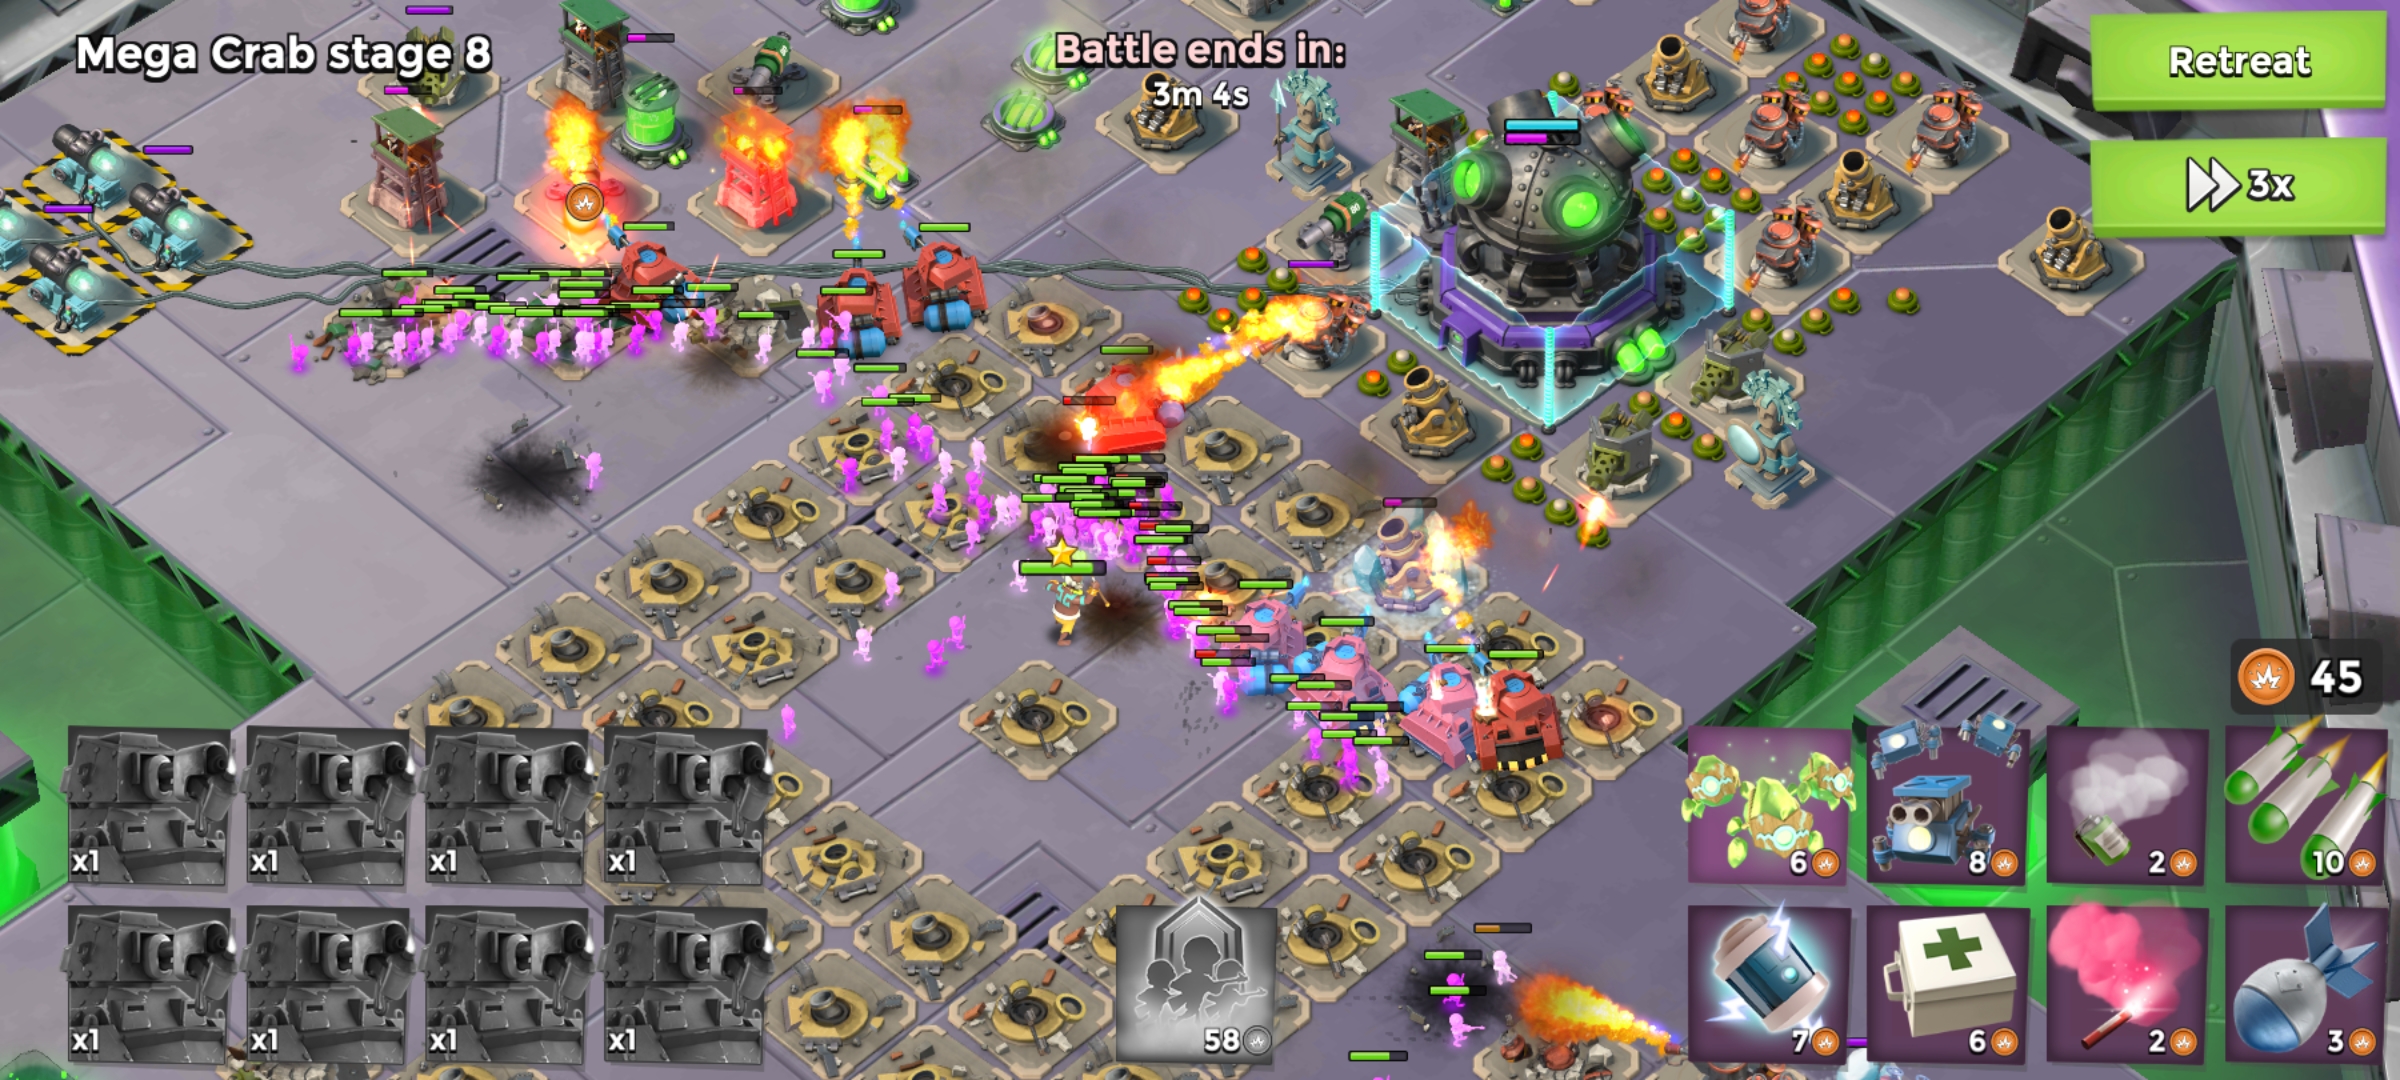 Mega Crab stage 8
Battle ends in:
3m 4s
Retreat
3x
45
x1
x1
x1
x1
6
8
2
10
x1
x1
x1
x1
58
7
6
2
3